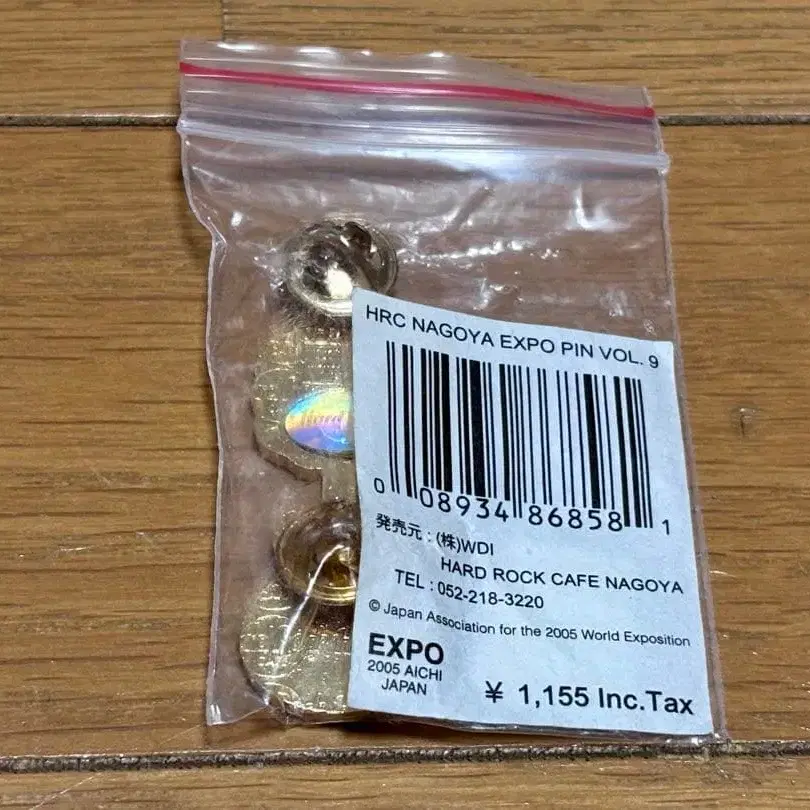 HRC NAGOYA EXPO PIN VOL. 9
0 08934 86858 1
発売元 : (株)WDI
HARD ROCK CAFE NAGOYA
TEL : 052-218-3220
© Japan Association for the 2005 World Exposition
EXPO
2005 AICHI
JAPAN
¥ 1,155 Inc.Tax
Hard